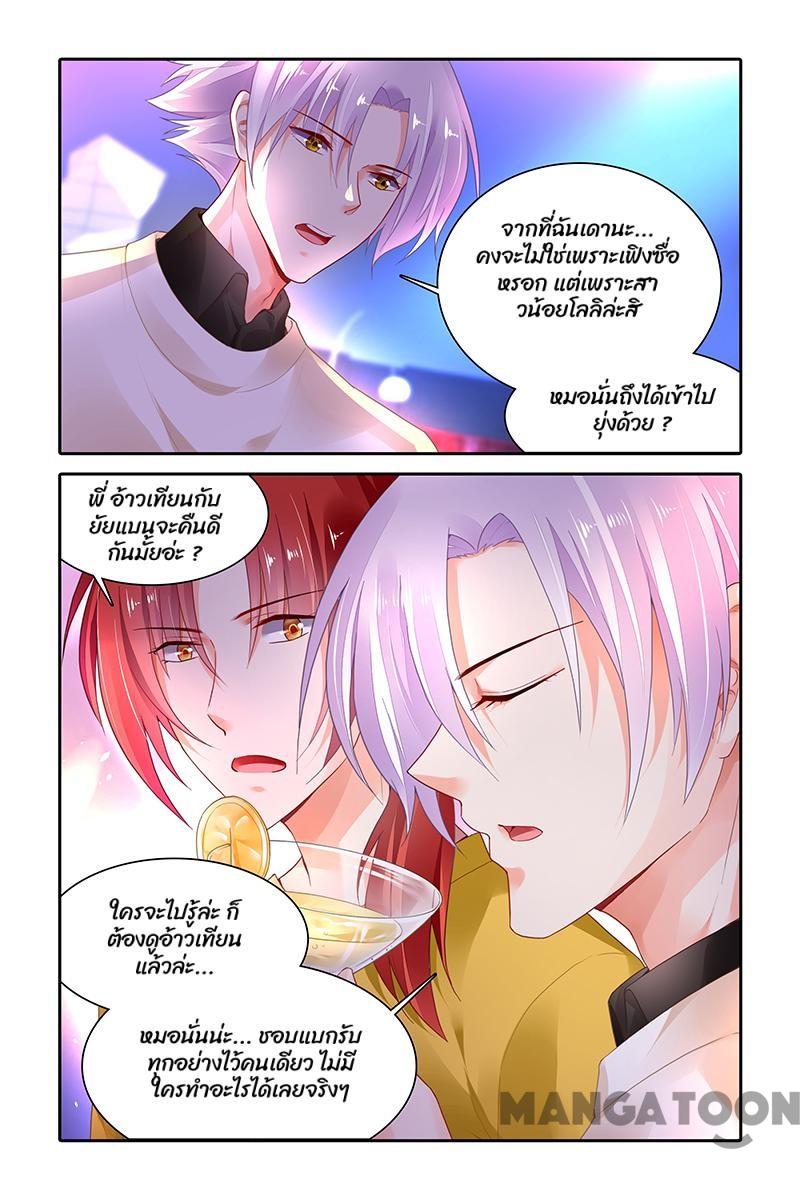 จากที่ฉันเดานะ...
คงจะไม่ใช่เพราะเฟิงซื่อ
หรอก แต่เพราะสา
วน้อยโลลิล่ะสิ
หมอนั่นถึงได้เข้าไป
ยุ่งด้วย ?
พี่ อ้าวเทียนกับ
ยัยแบนจะคืนดี
กันมั้ยอ่ะ ?
ใครจะไปรู้ล่ะ ก็
ต้องดูอ้าวเทียน
แล้วล่ะ...
หมอนั่นน่ะ... ชอบแบกรับ
ทุกอย่างไว้คนเดียว ไม่มี
ใครทำอะไรได้เลยจริงๆ
MANGATOON